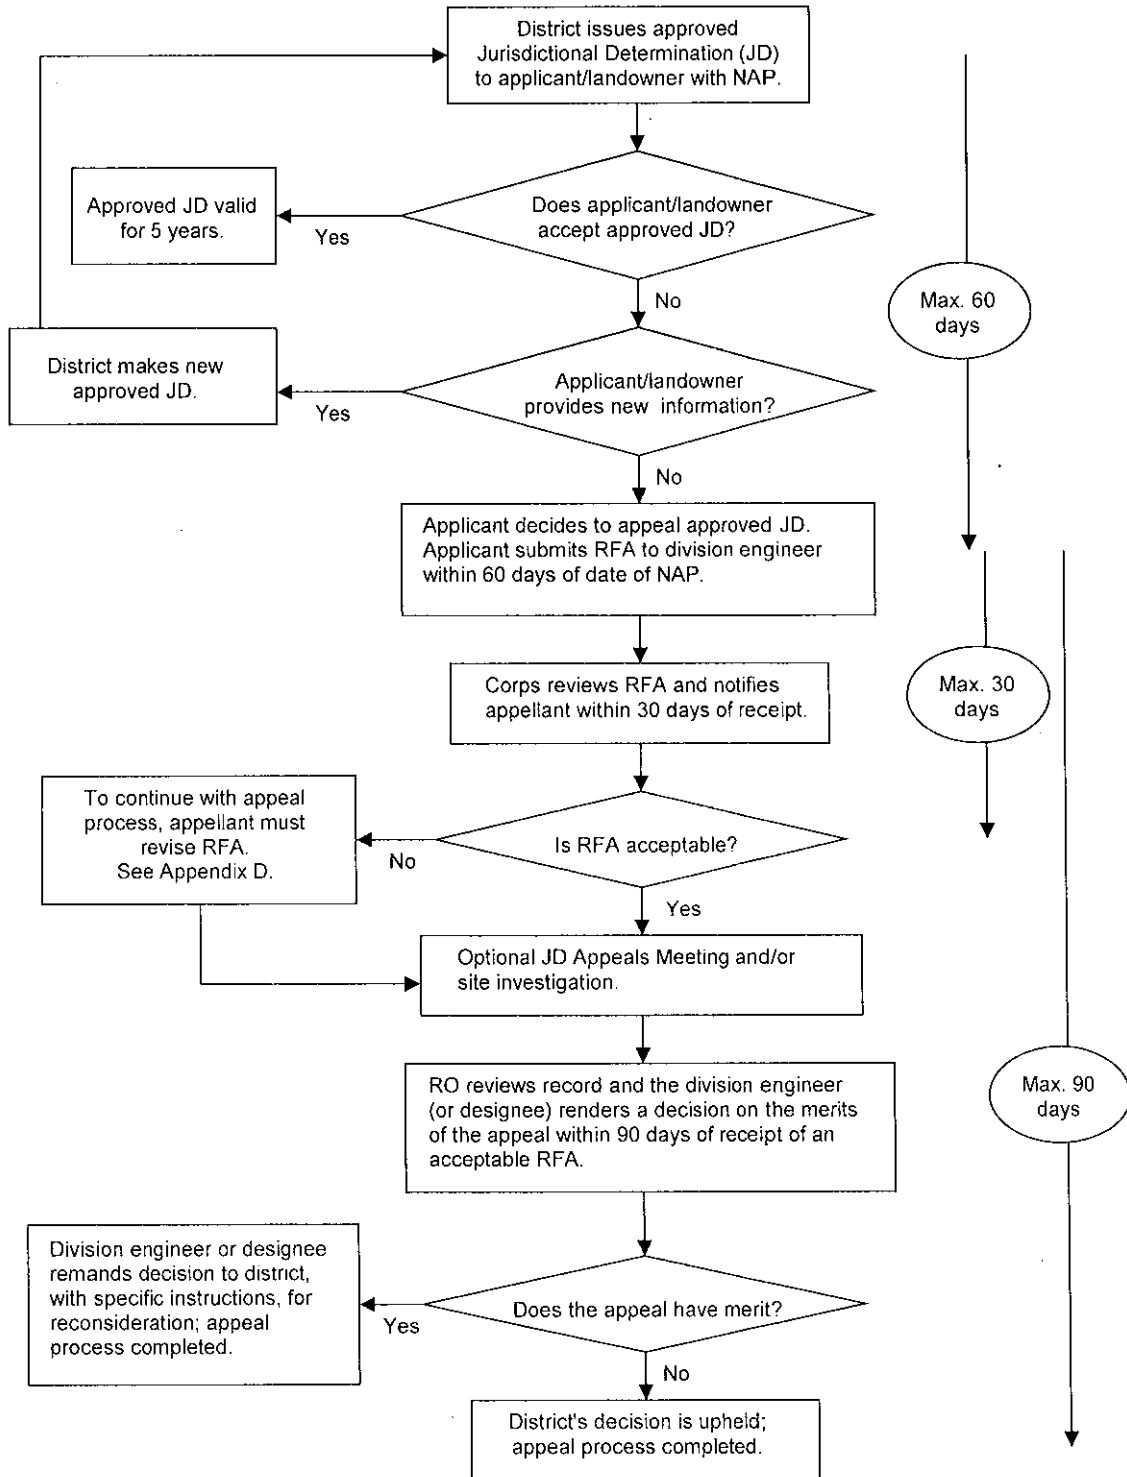 District issues approved
Jurisdictional Determination (JD)
to applicant/landowner with NAP.
Approved JD valid
for 5 years.
Yes
Does applicant/landowner
accept approved JD?
No
Max. 60
days
District makes new
approved JD.
Yes
Applicant/landowner
provides new information?
No
Applicant decides to appeal approved JD.
Applicant submits RFA to division engineer
within 60 days of date of NAP.
Corps reviews RFA and notifies
appellant within 30 days of receipt.
Max. 30
days
To continue with appeal
process, appellant must
revise RFA.
See Appendix D.
No
Is RFA acceptable?
Yes
Optional JD Appeals Meeting and/or
site investigation.
RO reviews record and the division engineer
(or designee) renders a decision on the merits
of the appeal within 90 days of receipt of an
acceptable RFA.
Max. 90
days
Division engineer or designee
remands decision to district,
with specific instructions, for
reconsideration; appeal
process completed.
Yes
Does the appeal have merit?
No
District's decision is upheld;
appeal process completed.